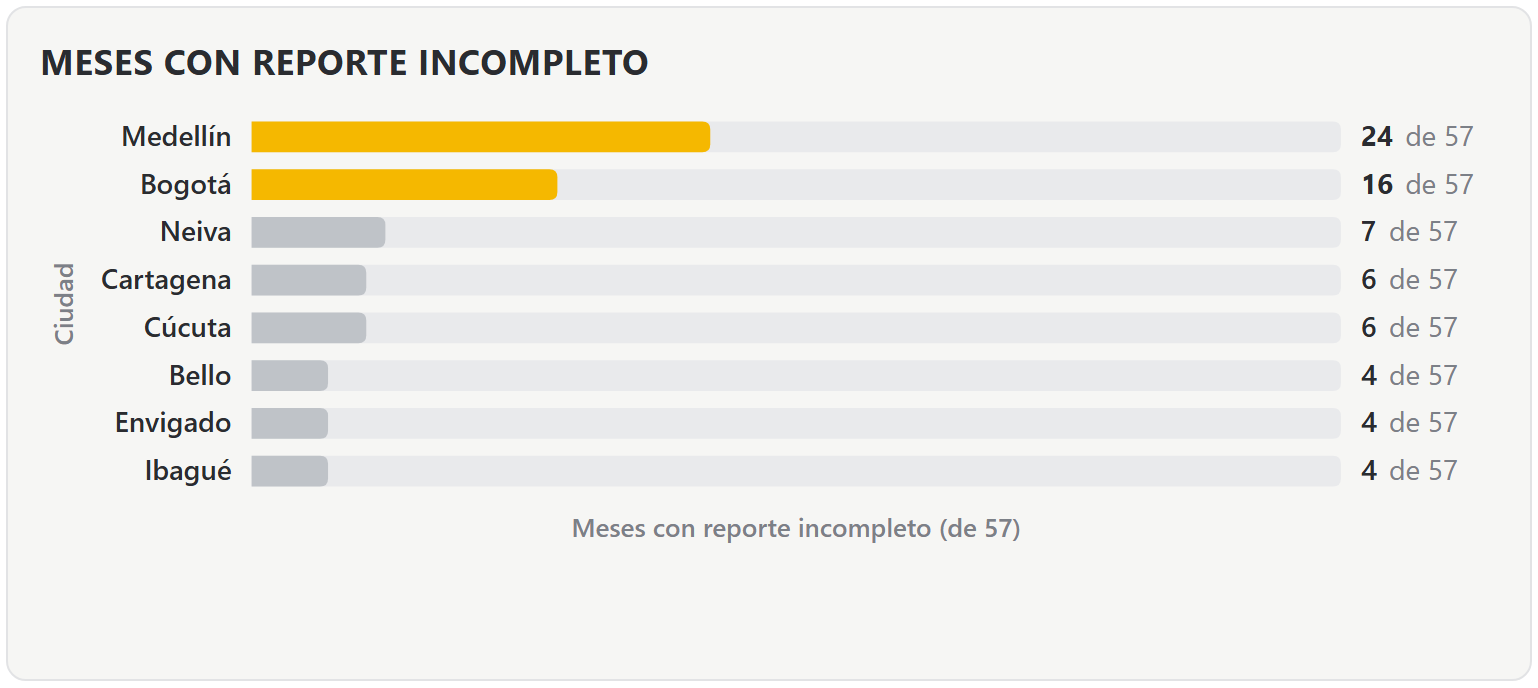 MESES CON REPORTE INCOMPLETO
Ciudad
Medellín 24 de 57
Bogotá 16 de 57
Neiva 7 de 57
Cartagena 6 de 57
Cúcuta 6 de 57
Bello 4 de 57
Envigado 4 de 57
Ibagué 4 de 57
Meses con reporte incompleto (de 57)